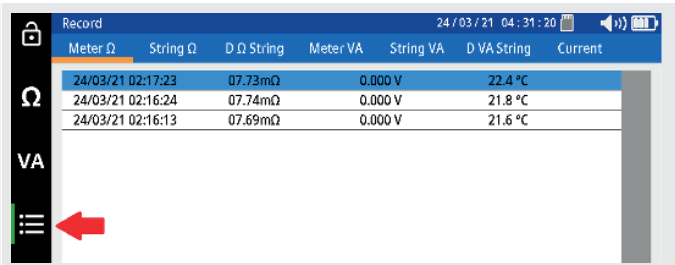 Record 24/03/21 04:31:20
Meter Ω String Ω D Ω String Meter VA String VA D VA String Current
24/03/21 02:17:23 07.73mΩ 0.000 V 22.4 ℃
Ω 24/03/21 02:16:24 07.74mΩ 0.000 V 21.8 ℃
24/03/21 02:16:13 07.69mΩ 0.000 V 21.6 ℃
VA